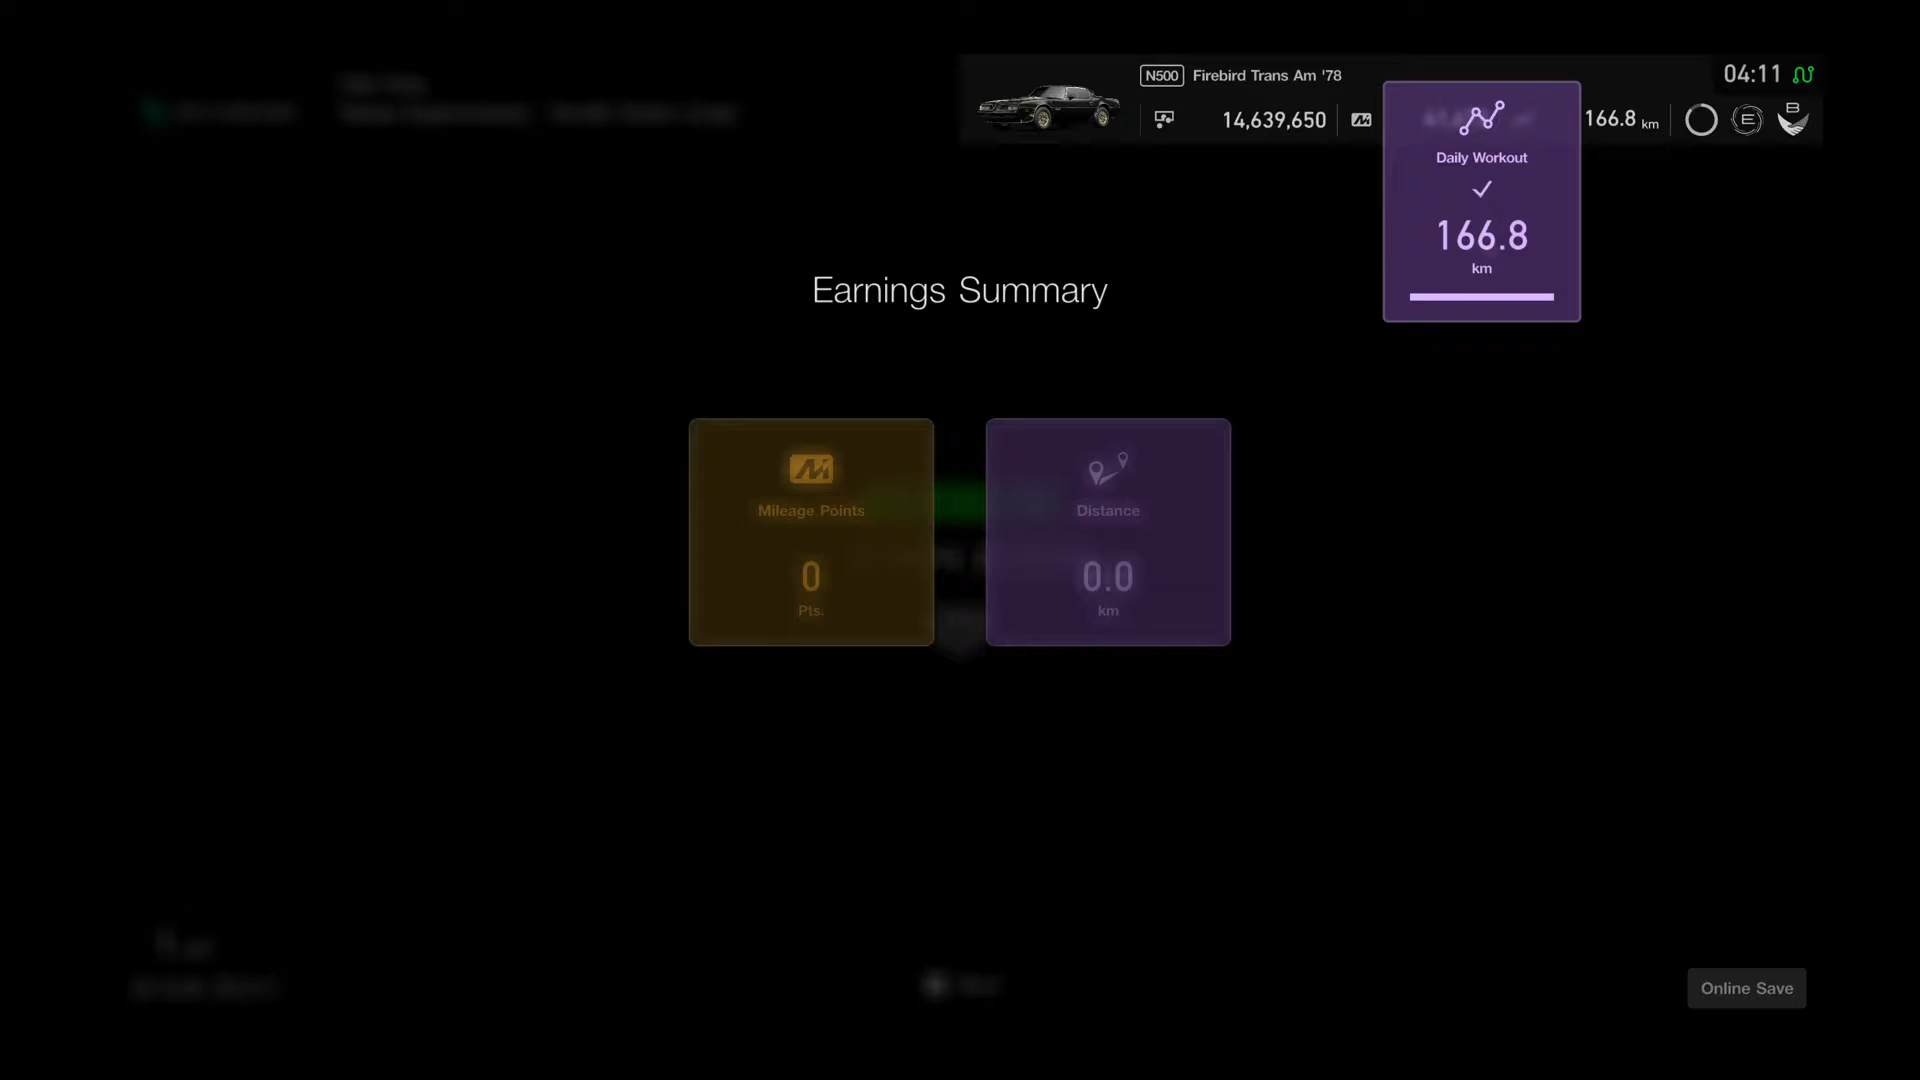 N500 Firebird Trans Am '78
04:11
14,639,650
166.8 km
E
B
Daily Workout
166.8
km
Earnings Summary
Mileage Points
0
Pts.
Distance
0.0
km
Online Save